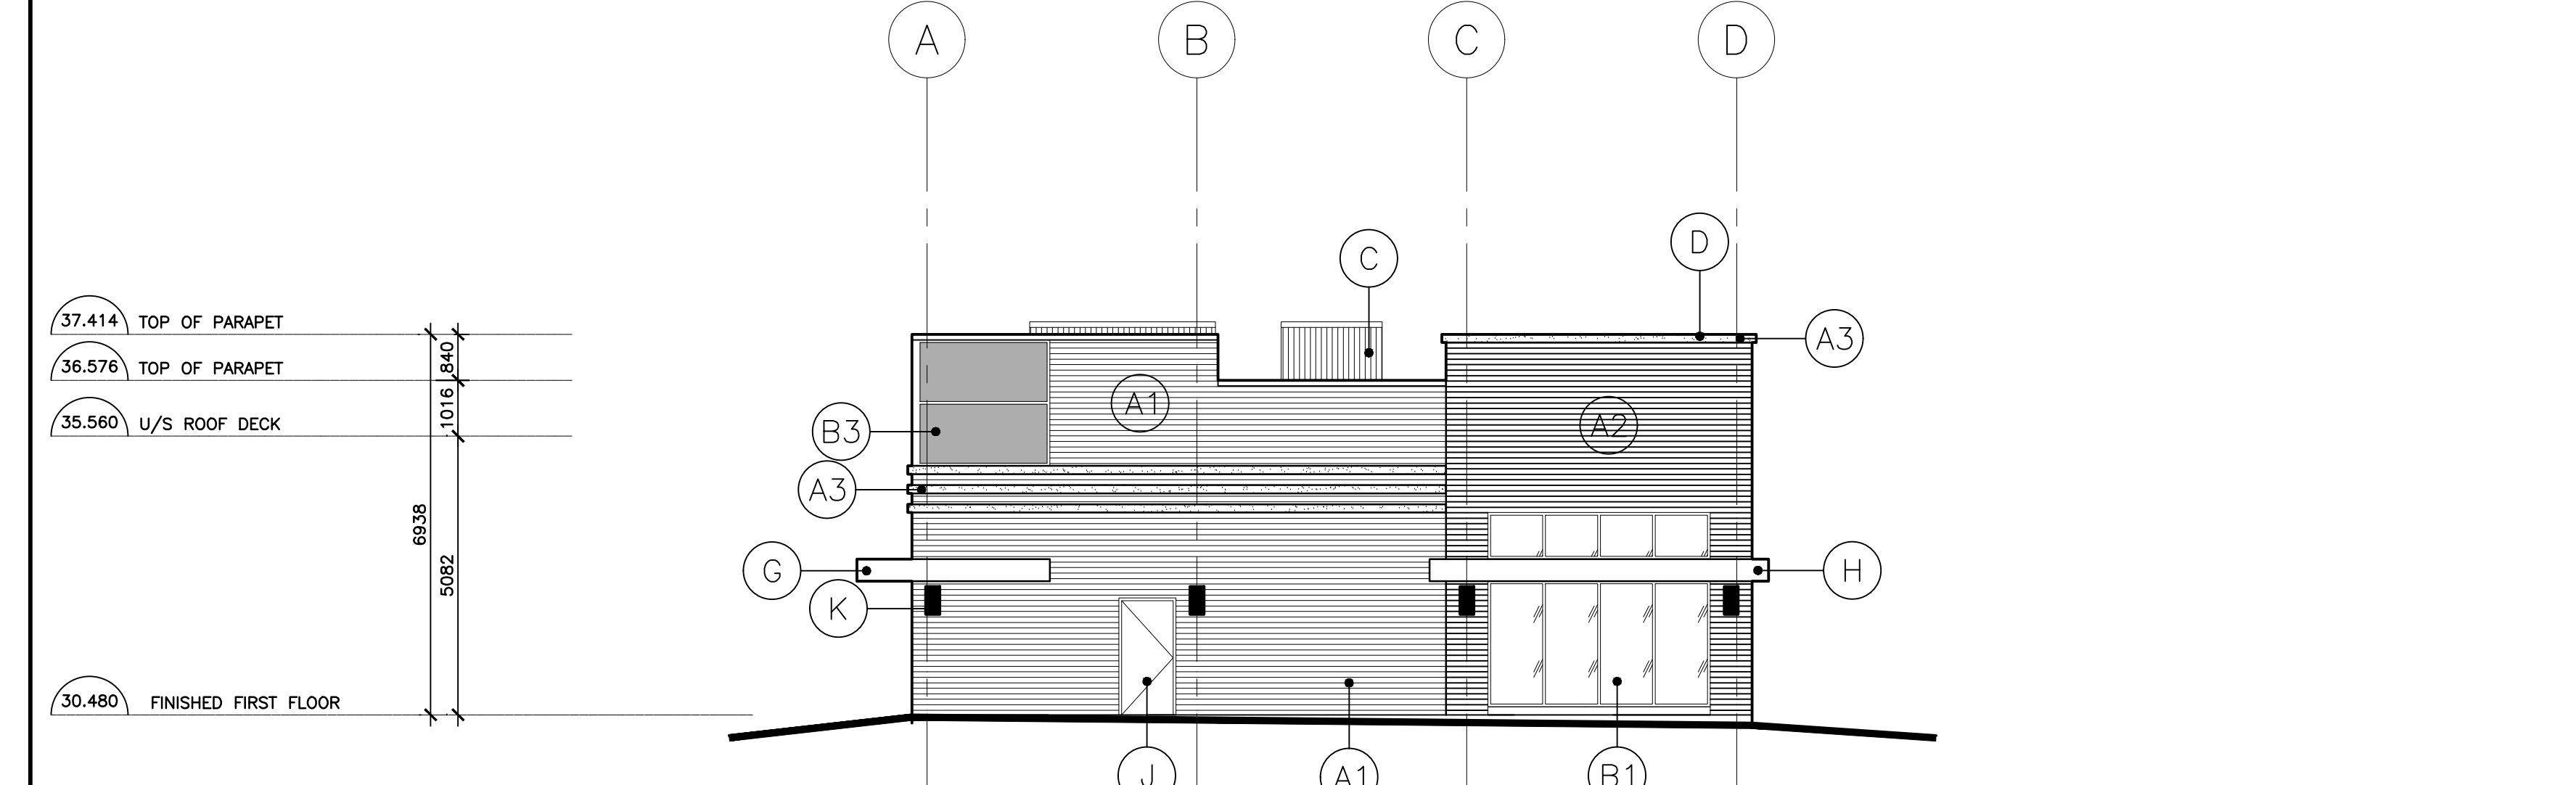 A B C D
D
C
37.414 TOP OF PARAPET
A3
840
36.576 TOP OF PARAPET
1016
A1
A2
35.560 U/S ROOF DECK
B3
A3
6938
5082
G
H
K
30.480 FINISHED FIRST FLOOR
J A1 B1